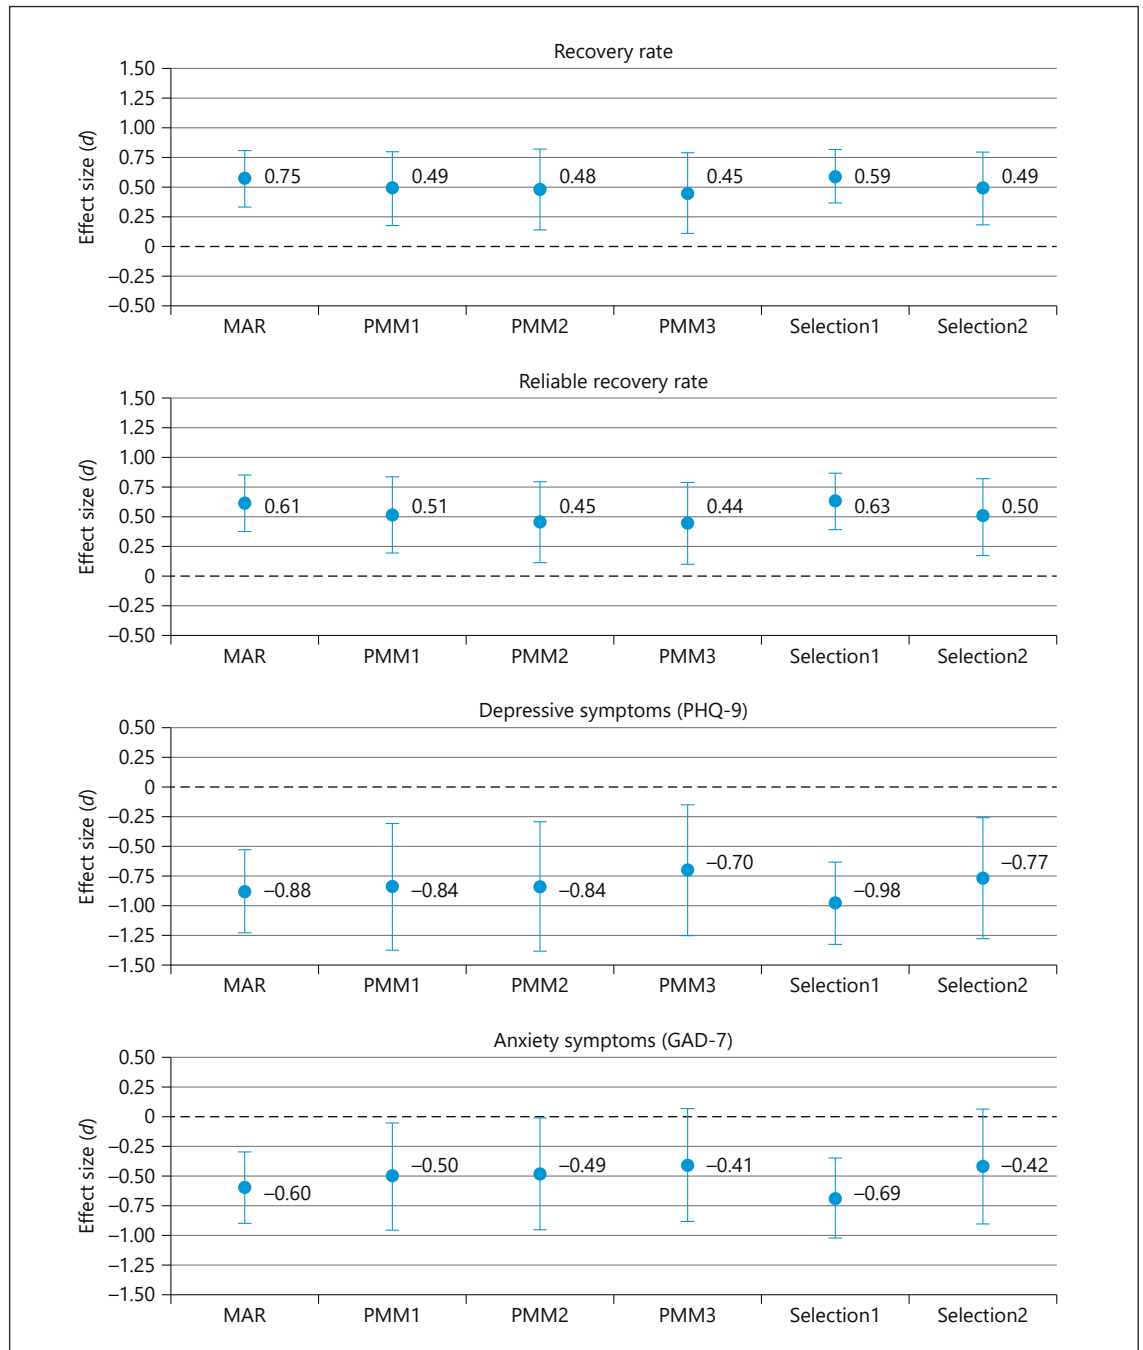 Recovery rate
1.50
1.25
1.00
0.75
0.50
0.25
0
–0.25
–0.50
Effect size (d)
0.75 0.49 0.48 0.45 0.59 0.49
MAR PMM1 PMM2 PMM3 Selection1 Selection2
Reliable recovery rate
1.50
1.25
1.00
0.75
0.50
0.25
0
–0.25
–0.50
Effect size (d)
0.61 0.51 0.45 0.44 0.63 0.50
MAR PMM1 PMM2 PMM3 Selection1 Selection2
Depressive symptoms (PHQ-9)
0.50
0.25
0
–0.25
–0.50
–0.75
–1.00
–1.25
–1.50
Effect size (d)
–0.88 –0.84 –0.84 –0.70 –0.98 –0.77
MAR PMM1 PMM2 PMM3 Selection1 Selection2
Anxiety symptoms (GAD-7)
0.50
0.25
0
–0.25
–0.50
–0.75
–1.00
–1.25
–1.50
Effect size (d)
–0.60 –0.50 –0.49 –0.41 –0.69 –0.42
MAR PMM1 PMM2 PMM3 Selection1 Selection2